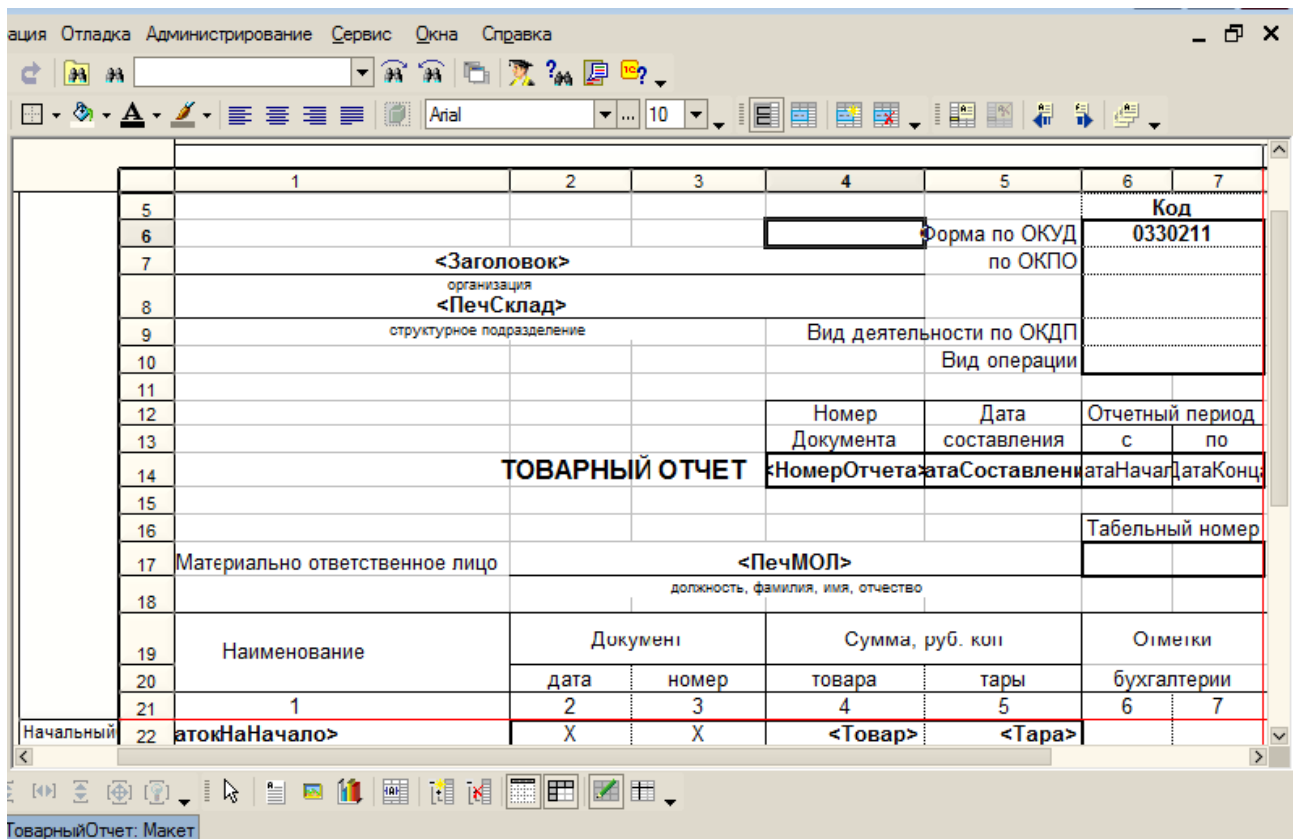 ация Отладка Администрирование Сервис Окна Справка
Arial 10
1 2 3 4 5 6 7
5 Код
6 Форма по ОКУД 0330211
7 <Заголовок> по ОКПО
организация
8 <ПечСклад>
9 структурное подразделение Вид деятельности по ОКДП
10 Вид операции
11
12 Номер Дата Отчетный период
13 Документа составления с по
14 ТОВАРНЫЙ ОТЧЕТ <НомерОтчета> атаСоставлени атаНачал ДатаКонца
15
16 Табельный номер
17 Материально ответственное лицо <ПечМОЛ>
18 должность, фамилия, имя, отчество
19 Наименование Документ Сумма, руб. коп Отметки
20 дата номер товара тары бухгалтерии
21 1 2 3 4 5 6 7
Начальный 22 атокНаНачало> X X <Товар> <Тара>
ТоварныйОтчет: Макет